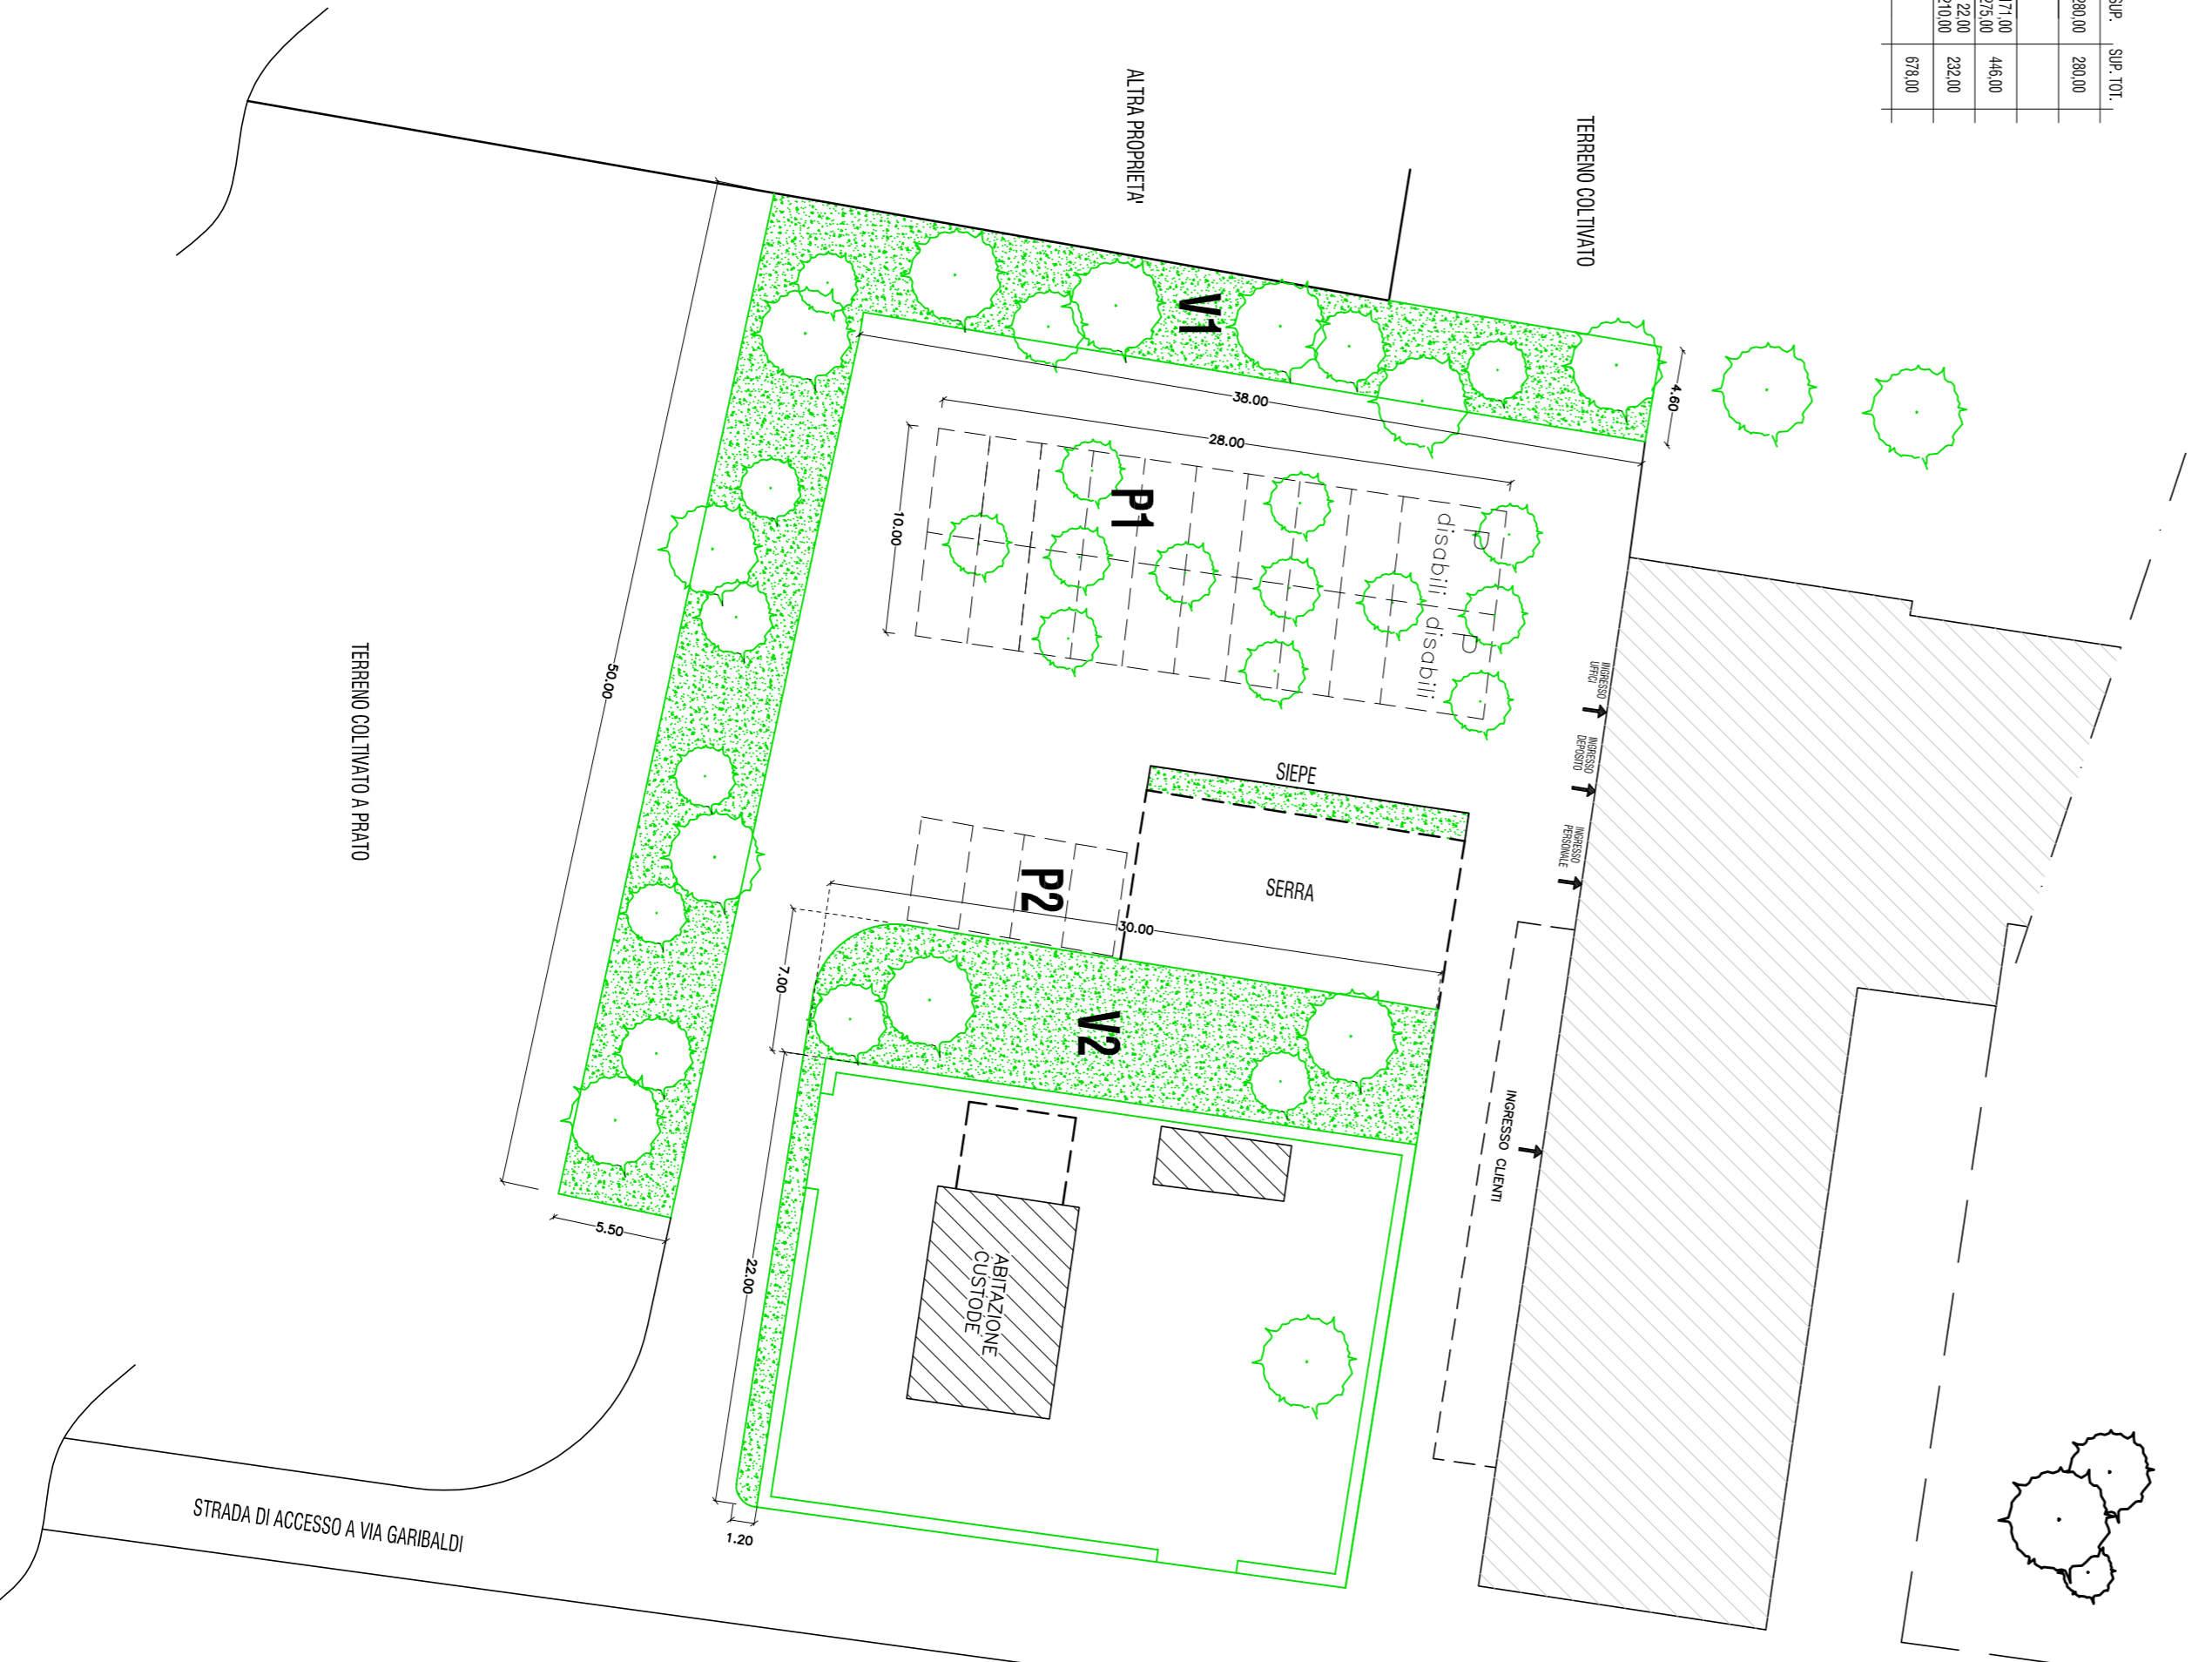 SUP. SUP. TOT.
280,00 280,00
171,00
275,00 446,00
22,00
210,00 232,00
678,00
ALTRA PROPRIETA'
TERRENO COLTIVATO
V1
4.60
38.00
28.00
10.00
P1
P
disabili
P
disabili
50.00
TERRENO COLTIVATO A PRATO
INGRESSO
UFFICI
INGRESSO
DEPOSITO
INGRESSO
PERSONALE
SIEPE
SERRA
P2
30.00
7.00
V2
INGRESSO CLIENTI
5.50
22.00
ABITAZIONE
CUSTODE
1.20
STRADA DI ACCESSO A VIA GARIBALDI